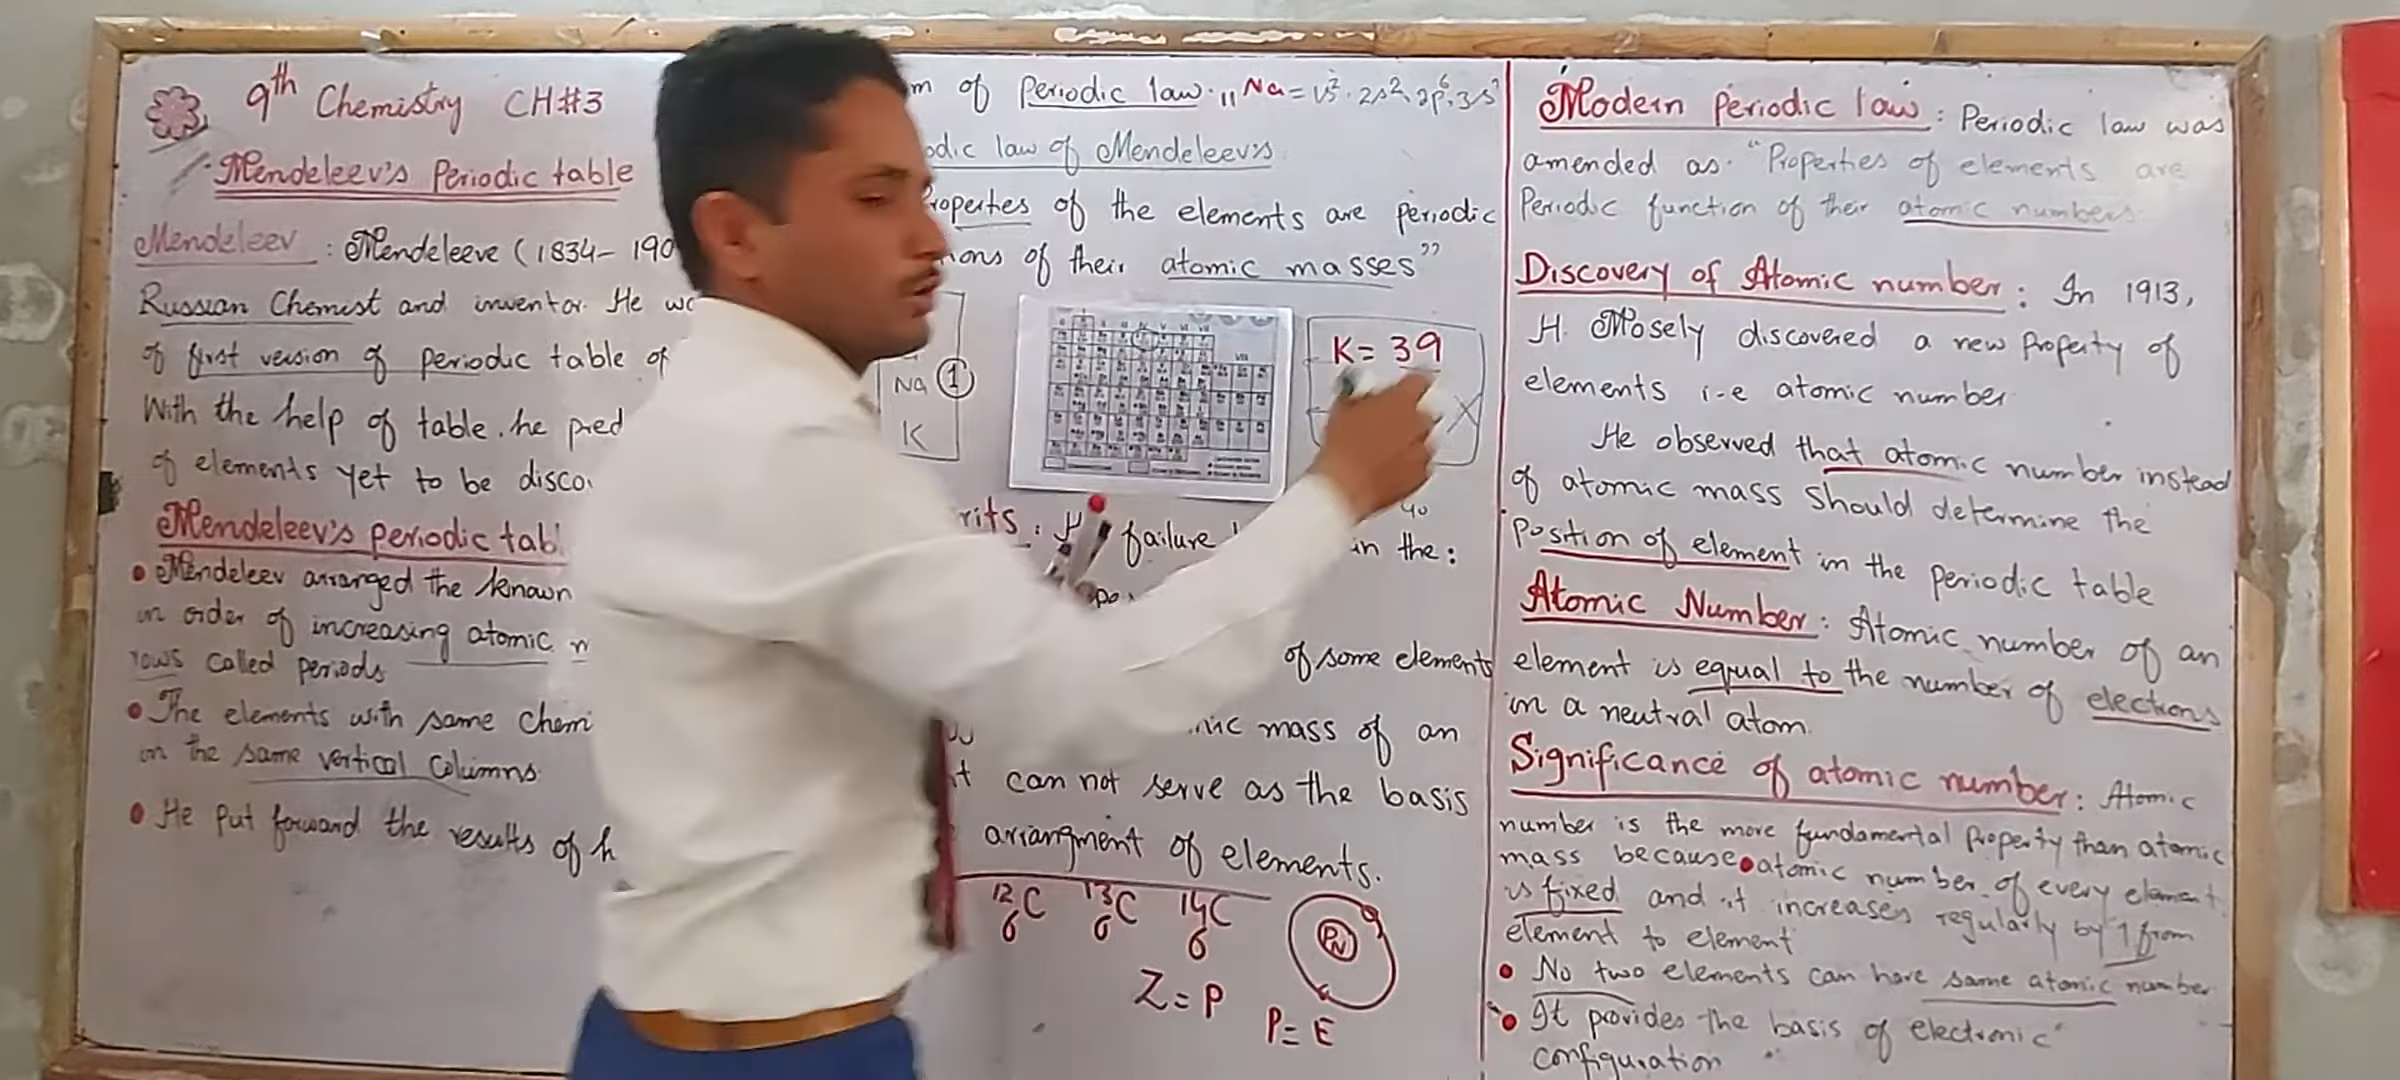 9th Chemistry CH#3
Mendeleev's Periodic table
Mendeleev : Mendeleeve (1834- 190
Russian Chemist and inventor. He
of first version of periodic table of
With the help of table. he pred
of elements yet to be disco
Mendeleev's periodic tabl
• Mendeleev arranged the known
in order of increasing atomic m
rows called periods
• The elements with same chemi
in the same vertical columns
• He put forward the results of h
m of periodic law.
11 Na = 1s2. 2s2, 2p6, 3s1
odic law of Mendeleev's
roperties of the elements are periodic
ions of their atomic masses"
Na 1
K
K = 39
VIII
rits : failure
in the :
40
of some elements
mic mass of an
t can not serve as the basis
arrangment of elements.
12 6 C 13 6 C 14 6 C
PN
Z = P
P = E
Modern periodic law : Periodic law was
amended as. "Properties of elements are
Periodic function of their atomic numbers
Discovery of Atomic number : In 1913,
H. Mosely discovered a new property of
elements i-e atomic number
He observed that atomic number instead
of atomic mass should determine the
Position of element in the periodic table
Atomic Number : Atomic number of an
element is equal to the number of electrons
in a neutral atom.
Significance of atomic number : Atomic
number is the more fundamental Property than atomic
mass because • atomic number of every element
is fixed and it increases regularly by 1 from
element to element
• No two elements can have same atomic number
• It provides the basis of electronic
configuration